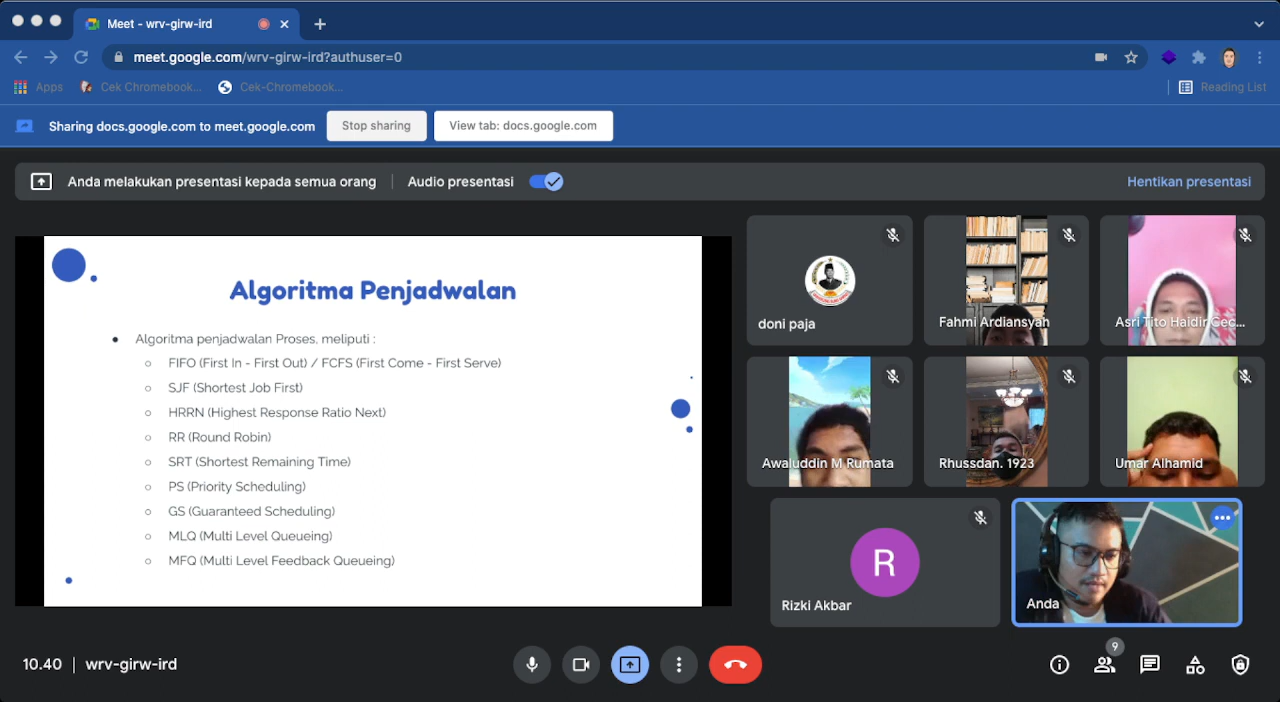 Meet - wrv-girw-ird
meet.google.com/wrv-girw-ird?authuser=0
Apps
Cek Chromebook...
Cek-Chromebook...
Reading List
Sharing docs.google.com to meet.google.com
Stop sharing
View tab: docs.google.com
Anda melakukan presentasi kepada semua orang
Audio presentasi
Hentikan presentasi
Algoritma Penjadwalan
Algoritma penjadwalan Proses, meliputi :
FIFO (First In - First Out) / FCFS (First Come - First Serve)
SJF (Shortest Job First)
HRRN (Highest Response Ratio Next)
RR (Round Robin)
SRT (Shortest Remaining Time)
PS (Priority Scheduling)
GS (Guaranteed Scheduling)
MLQ (Multi Level Queueing)
MFQ (Multi Level Feedback Queueing)
doni paja
Fahmi Ardiansyah
Asri Tito Haidir Cec...
Awaluddin M Rumata
Rhussdan. 1923
Umar Alhamid
R
Rizki Akbar
Anda
10.40 | wrv-girw-ird
9